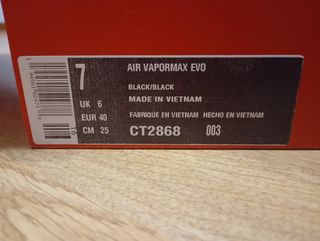 7
AIR VAPORMAX EVO
BLACK/BLACK
UK 6
MADE IN VIETNAM
EUR 40
FABRIQUE EN VIETNAM HECHO EN VIETNAM
CM 25
CT2868 003